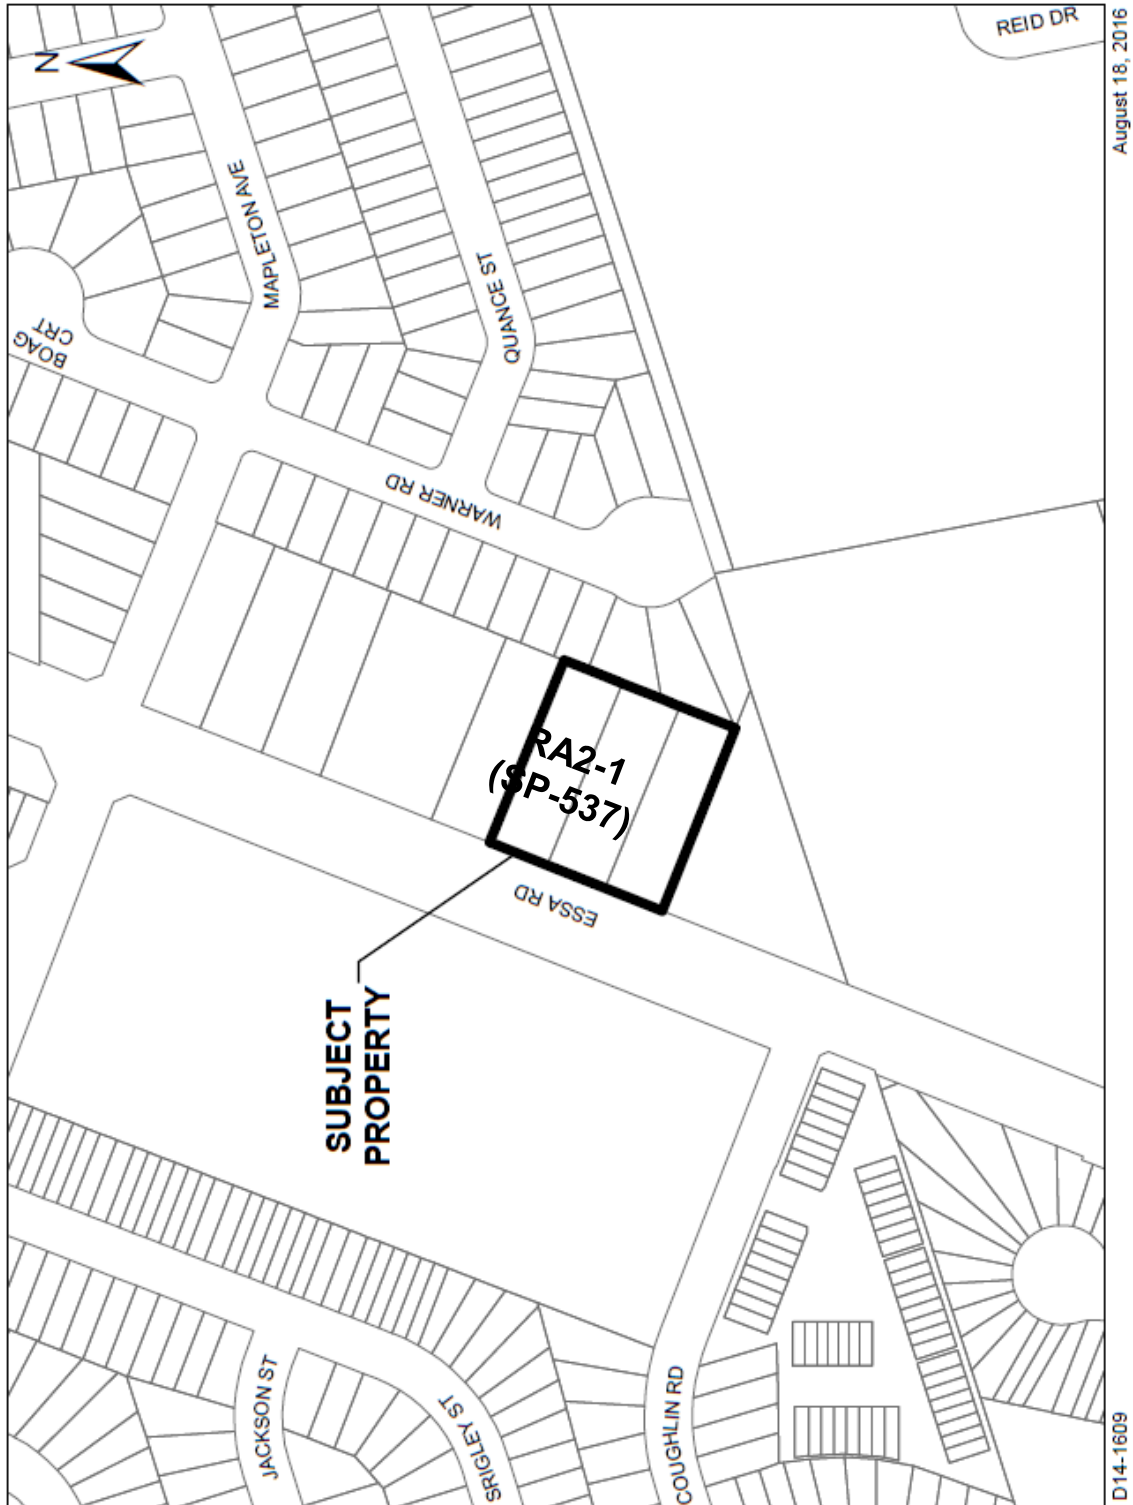 REID DR
August 18, 2016
N
MAPLETON AVE
QUANCE ST
BOAG
CRT
WARNER RD
RA2-1
(SP-537)
ESSA RD
SUBJECT
PROPERTY
JACKSON ST
SRIGLEY ST
COUGHLIN RD
D14-1609